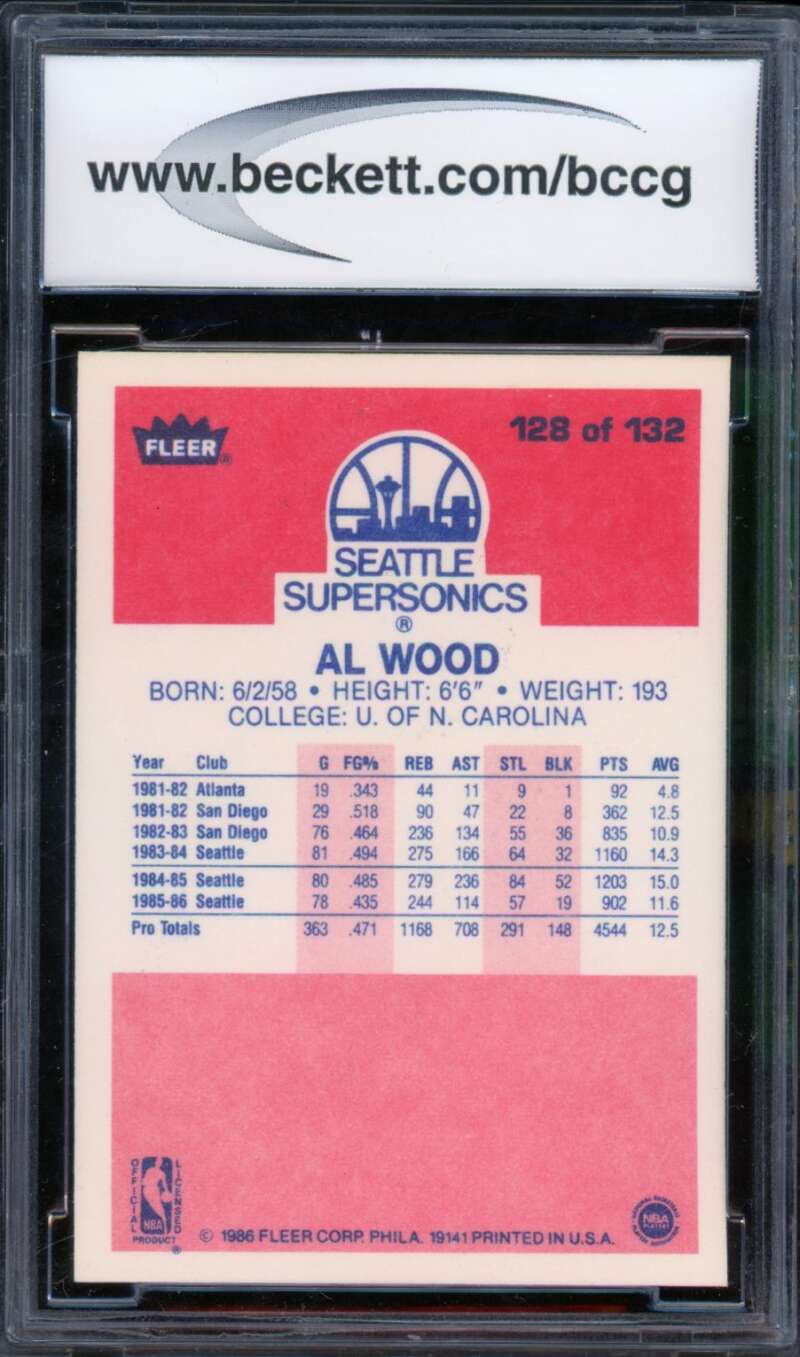 www.beckett.com/bccg
FLEER®
128 of 132
SEATTLE
SUPERSONICS
®
AL WOOD
BORN: 6/2/58 • HEIGHT: 6'6" • WEIGHT: 193
COLLEGE: U. OF N. CAROLINA
Year Club G FG% REB AST STL BLK PTS AVG
1981-82 Atlanta 19 .343 44 11 9 1 92 4.8
1981-82 San Diego 29 .518 90 47 22 8 362 12.5
1982-83 San Diego 76 .464 236 134 55 36 835 10.9
1983-84 Seattle 81 .494 275 166 64 32 1160 14.3
1984-85 Seattle 80 .485 279 236 84 52 1203 15.0
1985-86 Seattle 78 .435 244 114 57 19 902 11.6
Pro Totals 363 .471 1168 708 291 148 4544 12.5
OFFICIAL LICENSED
NBA
PRODUCT ®
© 1986 FLEER CORP. PHILA. 19141 PRINTED IN U.S.A.
NATIONAL BASKETBALL
NBA
PLAYERS
PLAYERS ASSOCIATION